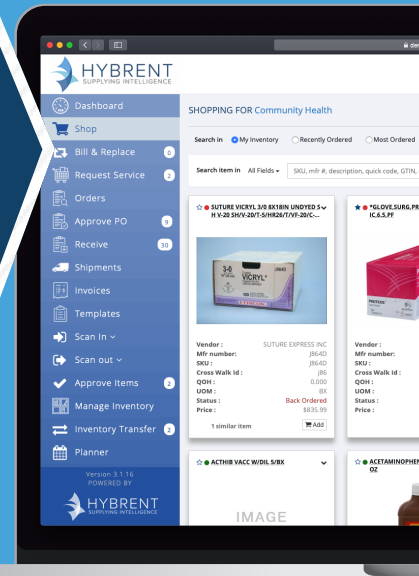 HYBRENT
SUPPLYING INTELLIGENCE
Dashboard
Shop
Bill & Replace 0
Request Service 2
Orders
Approve PO 9
Receive 30
Shipments
Invoices
Templates
Scan In
Scan out
Approve Items 2
Manage Inventory
Inventory Transfer 2
Planner
Version 3.1.16
POWERED BY
HYBRENT
SUPPLYING INTELLIGENCE
de
SHOPPING FOR Community Health
Search in My Inventory Recently Ordered Most Ordered
Search item in All Fields SKU, mfr #, description, quick code, GTIN,
SUTURE VICRYL 3/0 8X18IN UNDYED S
H V-20 SH/V-20/T-5/HR26/T/VF-20/C-...
3-0
VICRYL
J864D
Vendor : SUTURE EXPRESS INC
Mfr number: J864D
SKU : J864D
Cross Walk Id : j86
QOH : 0.000
UOM : BX
Status : Back Ordered
Price : $835.99
1 similar item Add
*GLOVE,SURG,PR
IC,6.5,PF
PROTEXIS
Vendor :
Mfr number:
SKU :
Cross Walk Id :
QOH :
UOM :
Status :
Price :
ACTHIB VACC W/DIL 5/BX
IMAGE
ACETAMINOPHEN
OZ